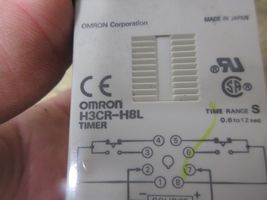 OMRON Corporation
MADE IN JAPAN
CE
omron
H3CR-H8L
TIMER
TIME RANGE S
0.6 to 12 sec
4 5
3 6
2 7
1 8